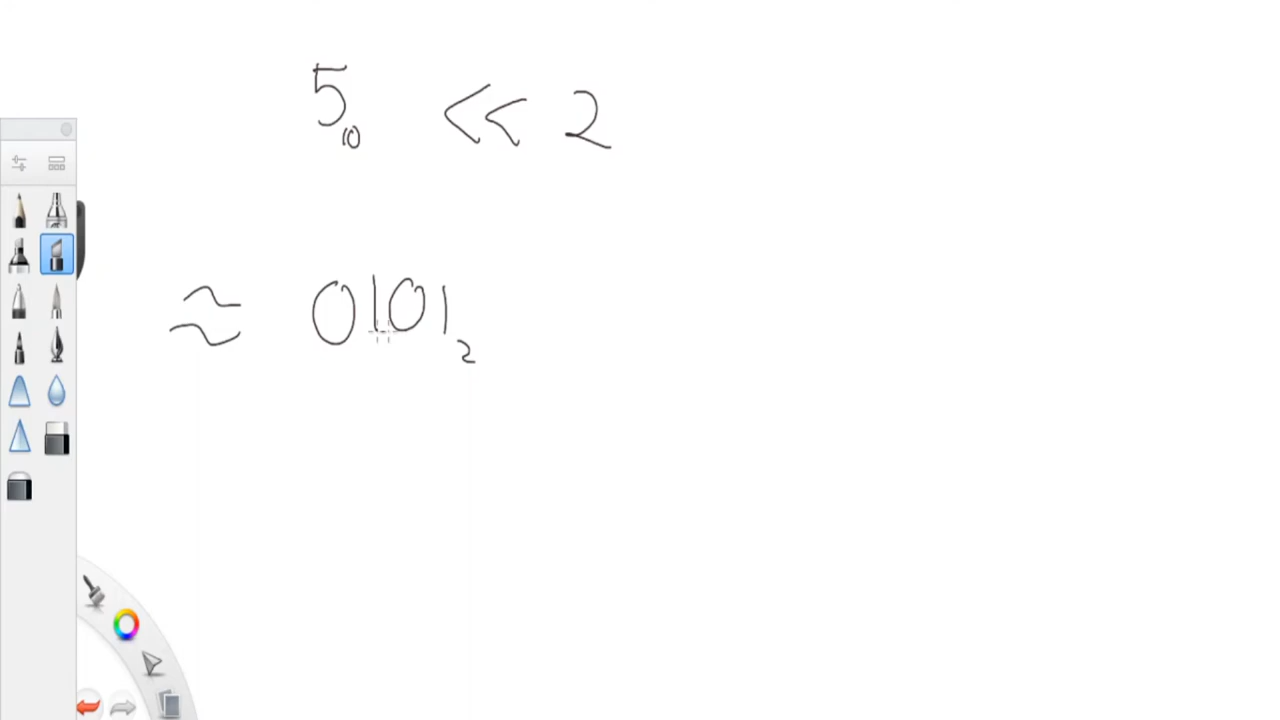 5₁₀ << 2
≈ 0101₂